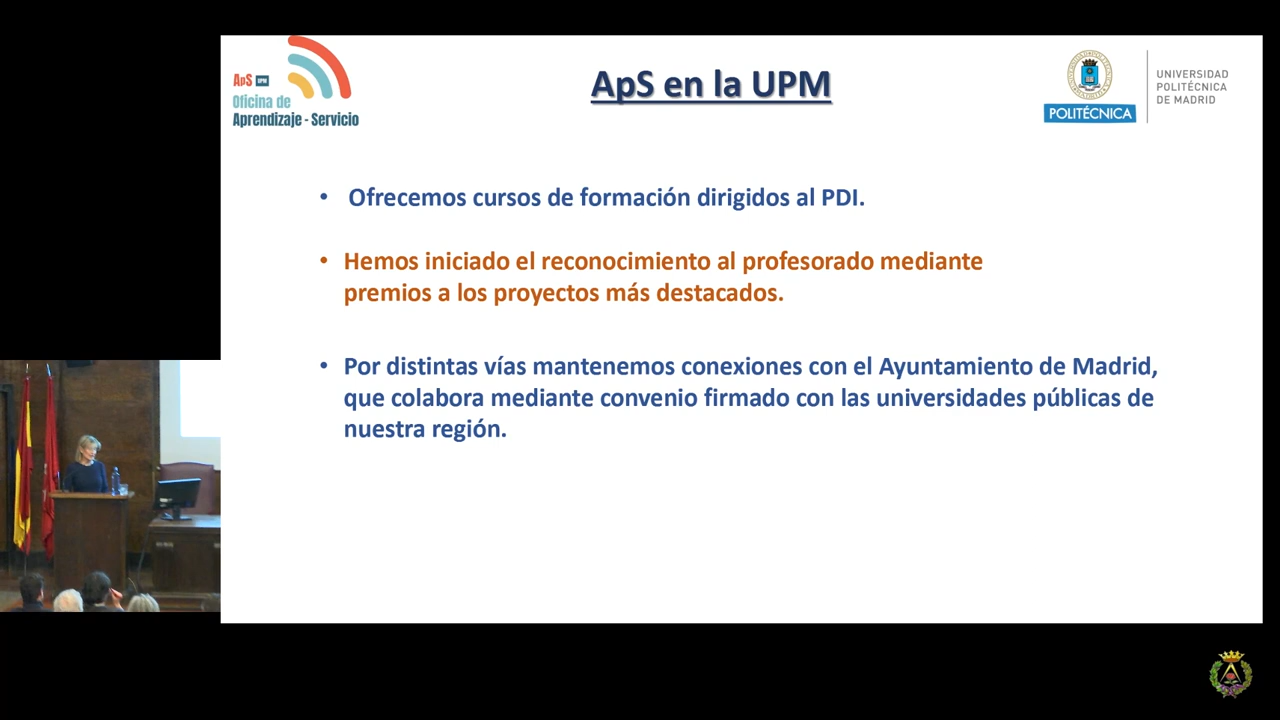 ApS UPM
Oficina de
Aprendizaje - Servicio
ApS en la UPM
POLITÉCNICA
UNIVERSIDAD
POLITÉCNICA
DE MADRID
• Ofrecemos cursos de formación dirigidos al PDI.
• Hemos iniciado el reconocimiento al profesorado mediante
premios a los proyectos más destacados.
• Por distintas vías mantenemos conexiones con el Ayuntamiento de Madrid,
que colabora mediante convenio firmado con las universidades públicas de
nuestra región.